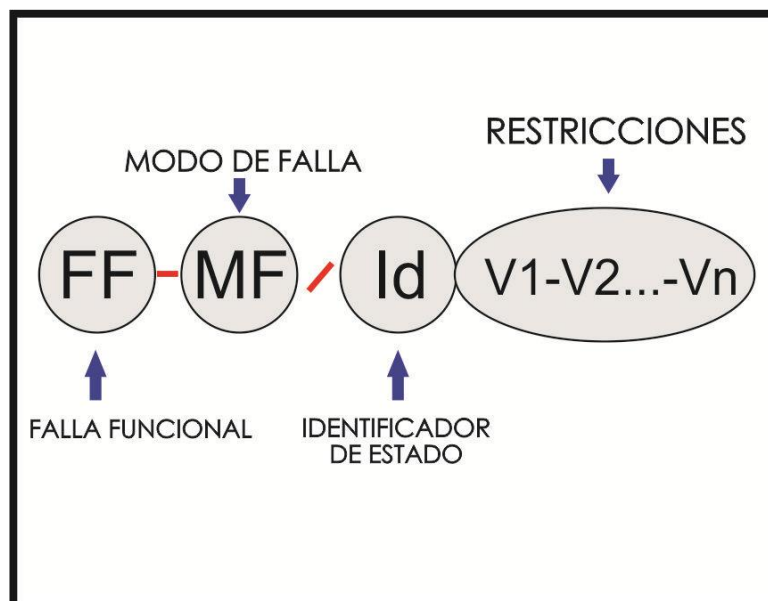 RESTRICCIONES
MODO DE FALLA
FF-MF/Id V1-V2...-Vn
FALLA FUNCIONAL
IDENTIFICADOR
DE ESTADO